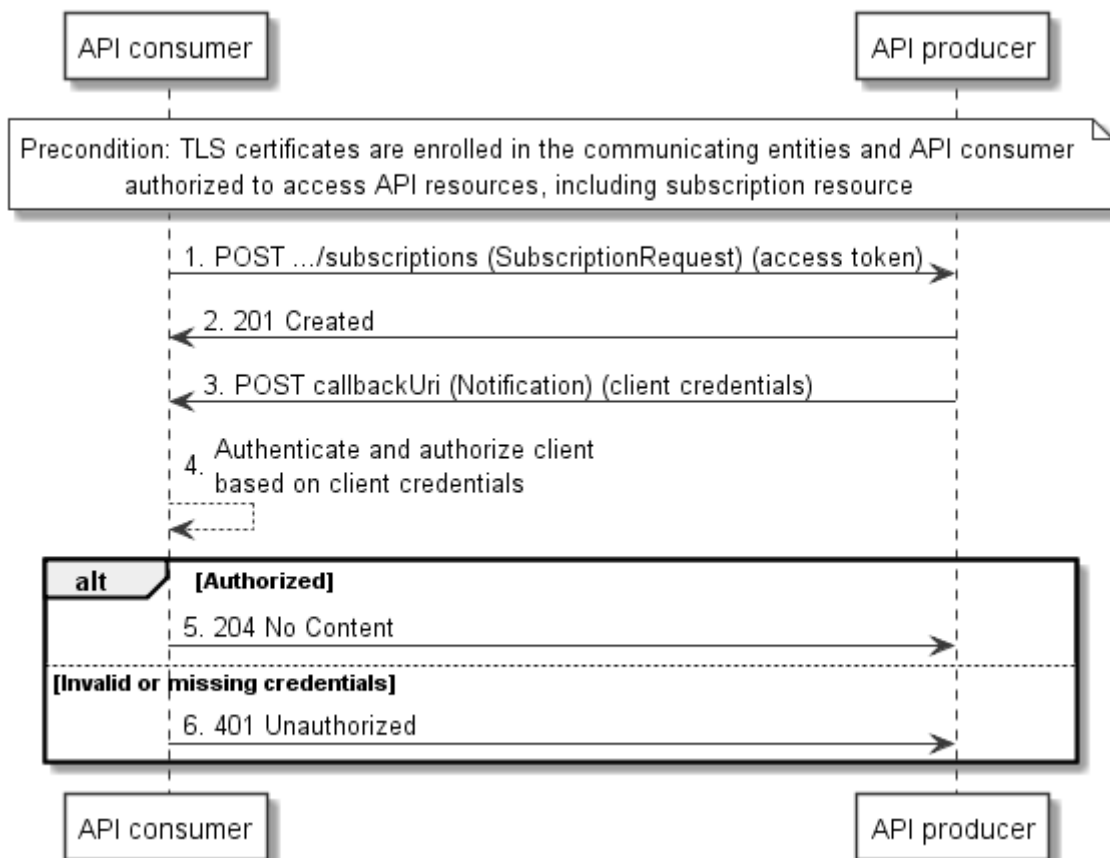 API consumer
API producer
Precondition: TLS certificates are enrolled in the communicating entities and API consumer
authorized to access API resources, including subscription resource
1. POST .../subscriptions (SubscriptionRequest) (access token)
2. 201 Created
3. POST callbackUri (Notification) (client credentials)
4. Authenticate and authorize client
based on client credentials
alt [Authorized]
5. 204 No Content
[Invalid or missing credentials]
6. 401 Unauthorized
API consumer
API producer